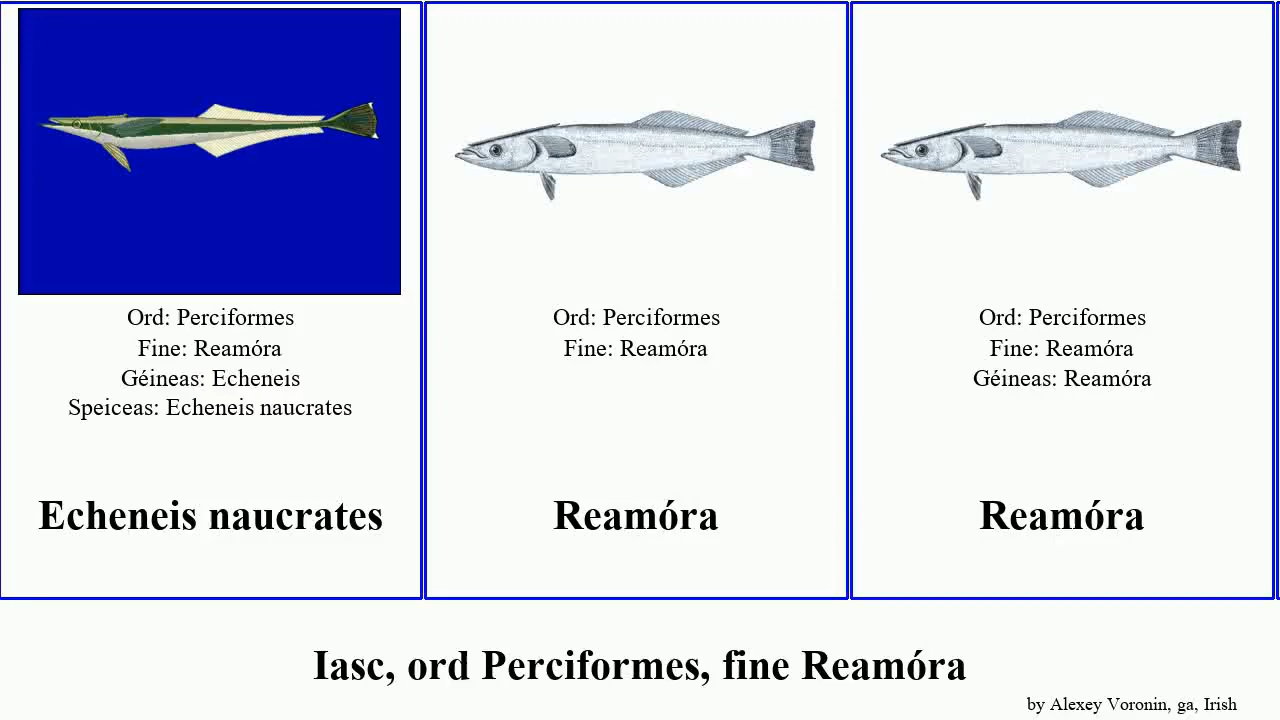 Ord: Perciformes
Fine: Reamóra
Géineas: Echeneis
Speiceas: Echeneis naucrates
Echeneis naucrates
Ord: Perciformes
Fine: Reamóra
Reamóra
Ord: Perciformes
Fine: Reamóra
Géineas: Reamóra
Reamóra
Iasc, ord Perciformes, fine Reamóra
by Alexey Voronin, ga, Irish